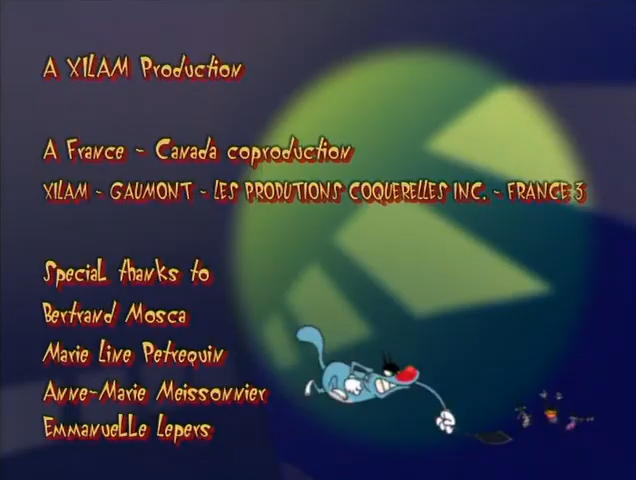 A XILAM Production
A France - Canada coproduction
XILAM - GAUMONT - LES PRODUTIONS COQUERELLES INC. - FRANCE 3
Special thanks to
Bertrand Mosca
Marie Line Petrequin
Anne-Marie Meissonnier
Emmanuelle Lepers